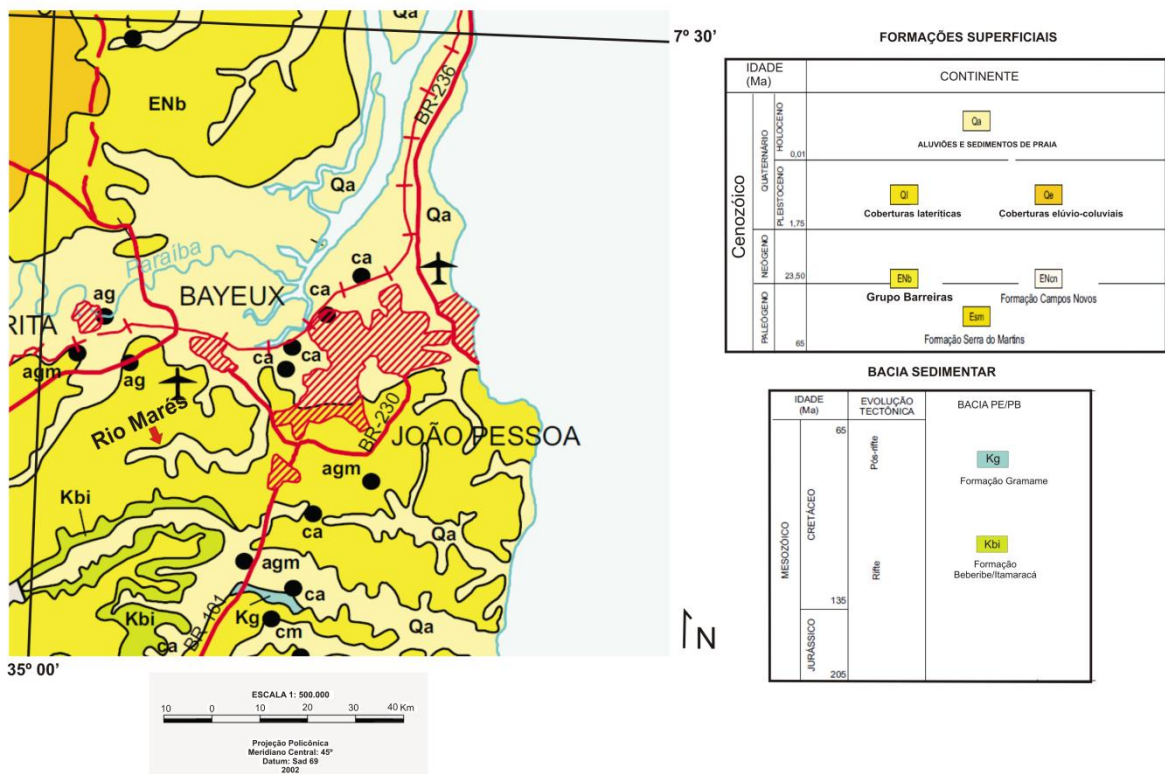 7º 30'
t
Qa
ENb
BR-236
Qa
Qa
Paraíba
ca
BAYEUX
ag
ca
RITA
ca
ca
agm
ag
Rio Marés
BR-230
JOÃO PESSOA
agm
Kbi
ca
Qa
agm
ca
Kbi
BR-101
Kg
cm
Qa
ca
N
35º 00'
ESCALA 1: 500.000
10 0 10 20 30 40 Km
Projeção Policônica
Meridiano Central: 45º
Datum: Sad 69
2002
FORMAÇÕES SUPERFICIAIS
IDADE
(Ma)
CONTINENTE
Cenozóico
QUATERNÁRIO
HOLOCENO
Qa
ALUVIÕES E SEDIMENTOS DE PRAIA
0,01
PLEISTOCENO
Ql
Qe
Coberturas lateríticas
Coberturas elúvio-coluviais
1,75
NEÓGENO
23,50
ENb
ENcn
Grupo Barreiras
Formação Campos Novos
PALEÓGENO
Esm
Formação Serra do Martins
65
BACIA SEDIMENTAR
IDADE
(Ma)
EVOLUÇÃO
TECTÔNICA
BACIA PE/PB
65
Pós-rifte
Kg
Formação Gramame
MESOZÓICO
CRETÁCEO
Rifte
Kbi
Formação
Beberibe/Itamaracá
135
JURÁSSICO
205